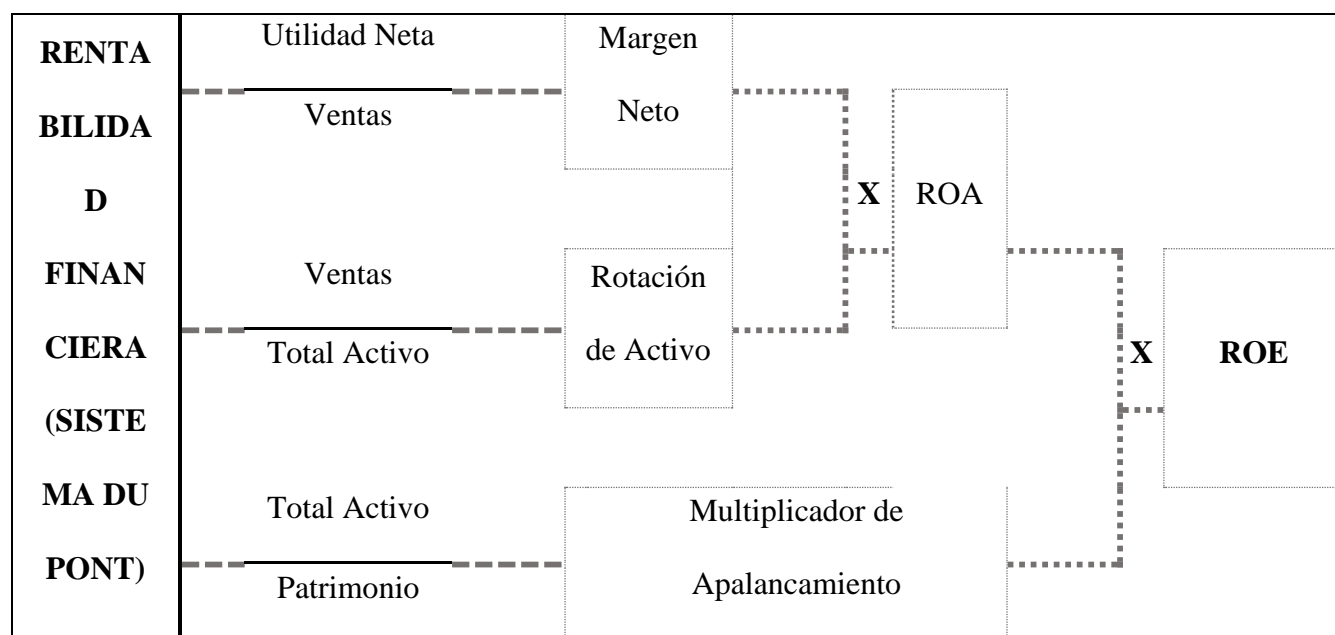 RENTA
BILIDA
D
FINAN
CIERA
(SISTE
MA DU
PONT)
Utilidad Neta
Ventas
Margen
Neto
Ventas
Total Activo
Rotación
de Activo
X
ROA
Total Activo
Patrimonio
Multiplicador de
Apalancamiento
X
ROE